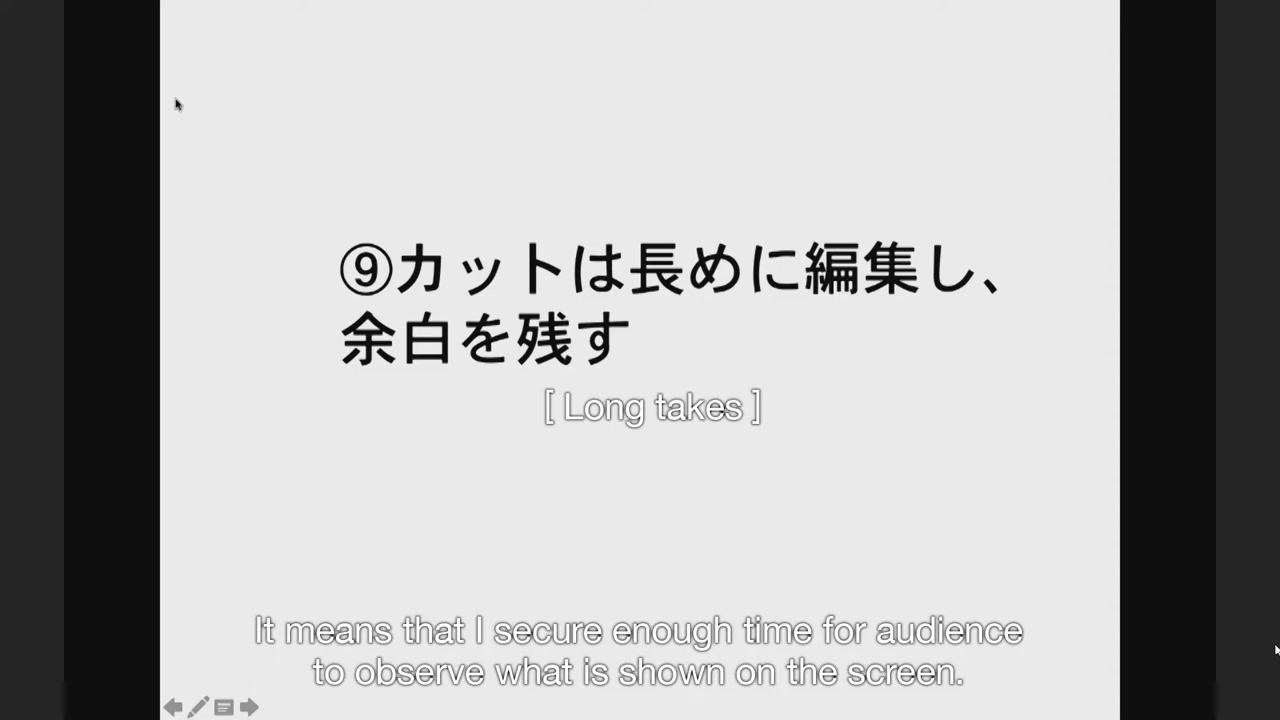 ⑨カットは長めに編集し、
余白を残す
[ Long takes ]
It means that I secure enough time for audience
to observe what is shown on the screen.